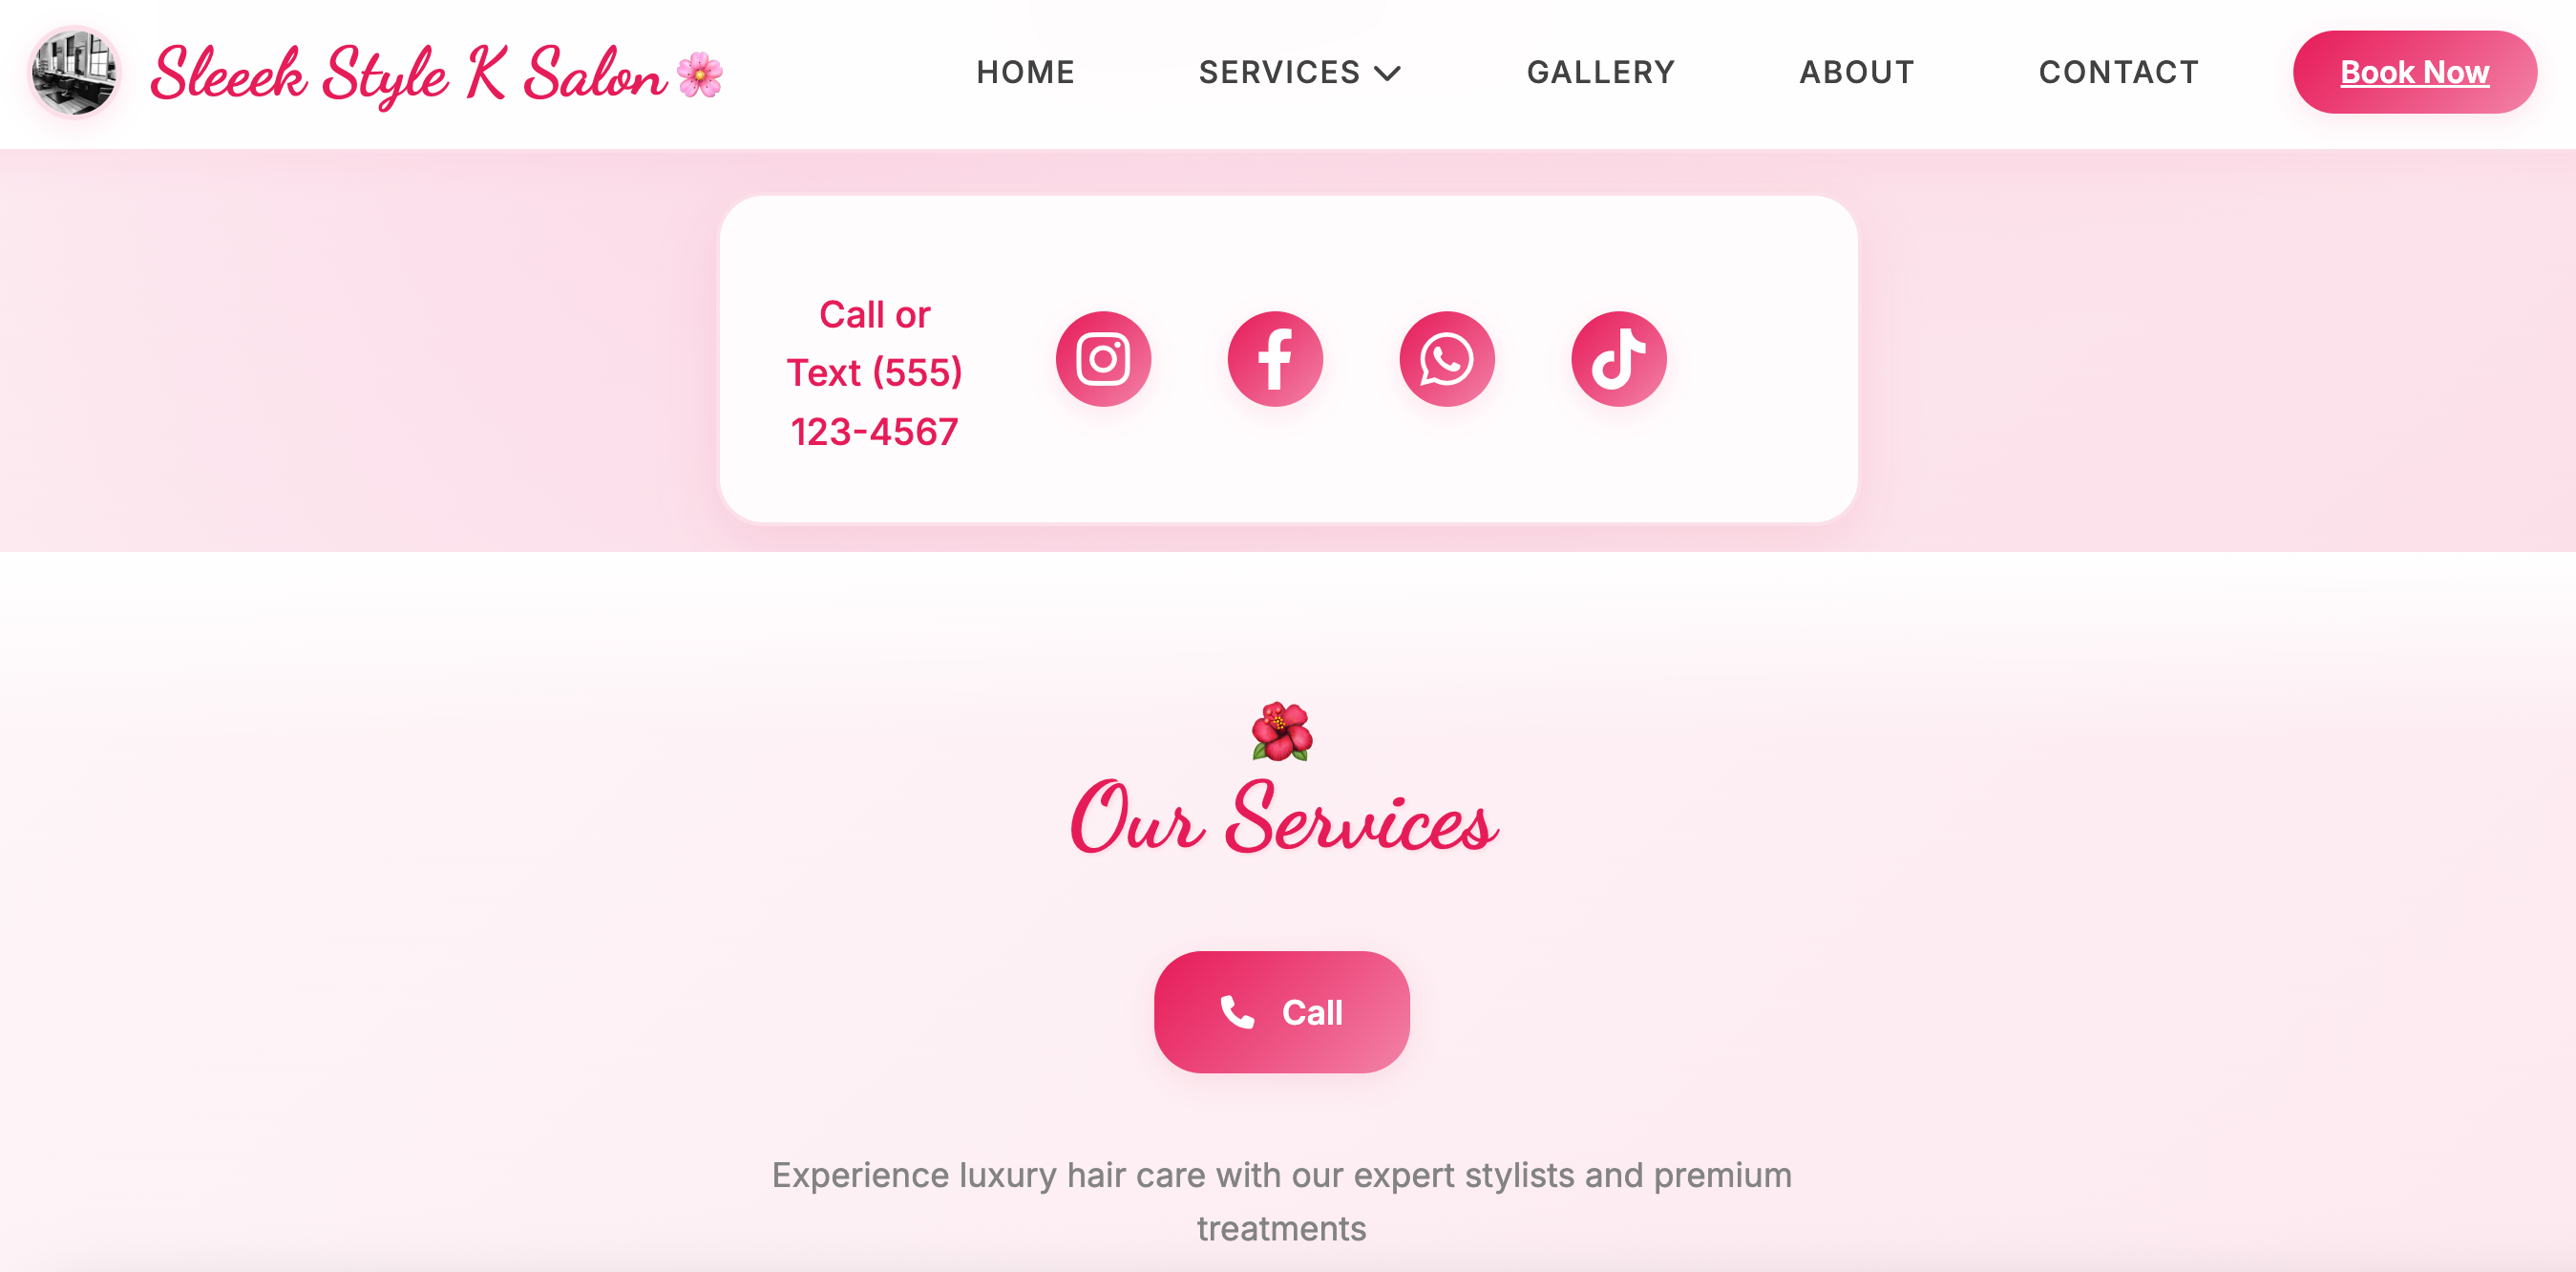 Sleeek Style K Salon🌸
HOME
SERVICES
GALLERY
ABOUT
CONTACT
Book Now
Call or
Text (555)
123-4567
Our Services
Call
Experience luxury hair care with our expert stylists and premium
treatments